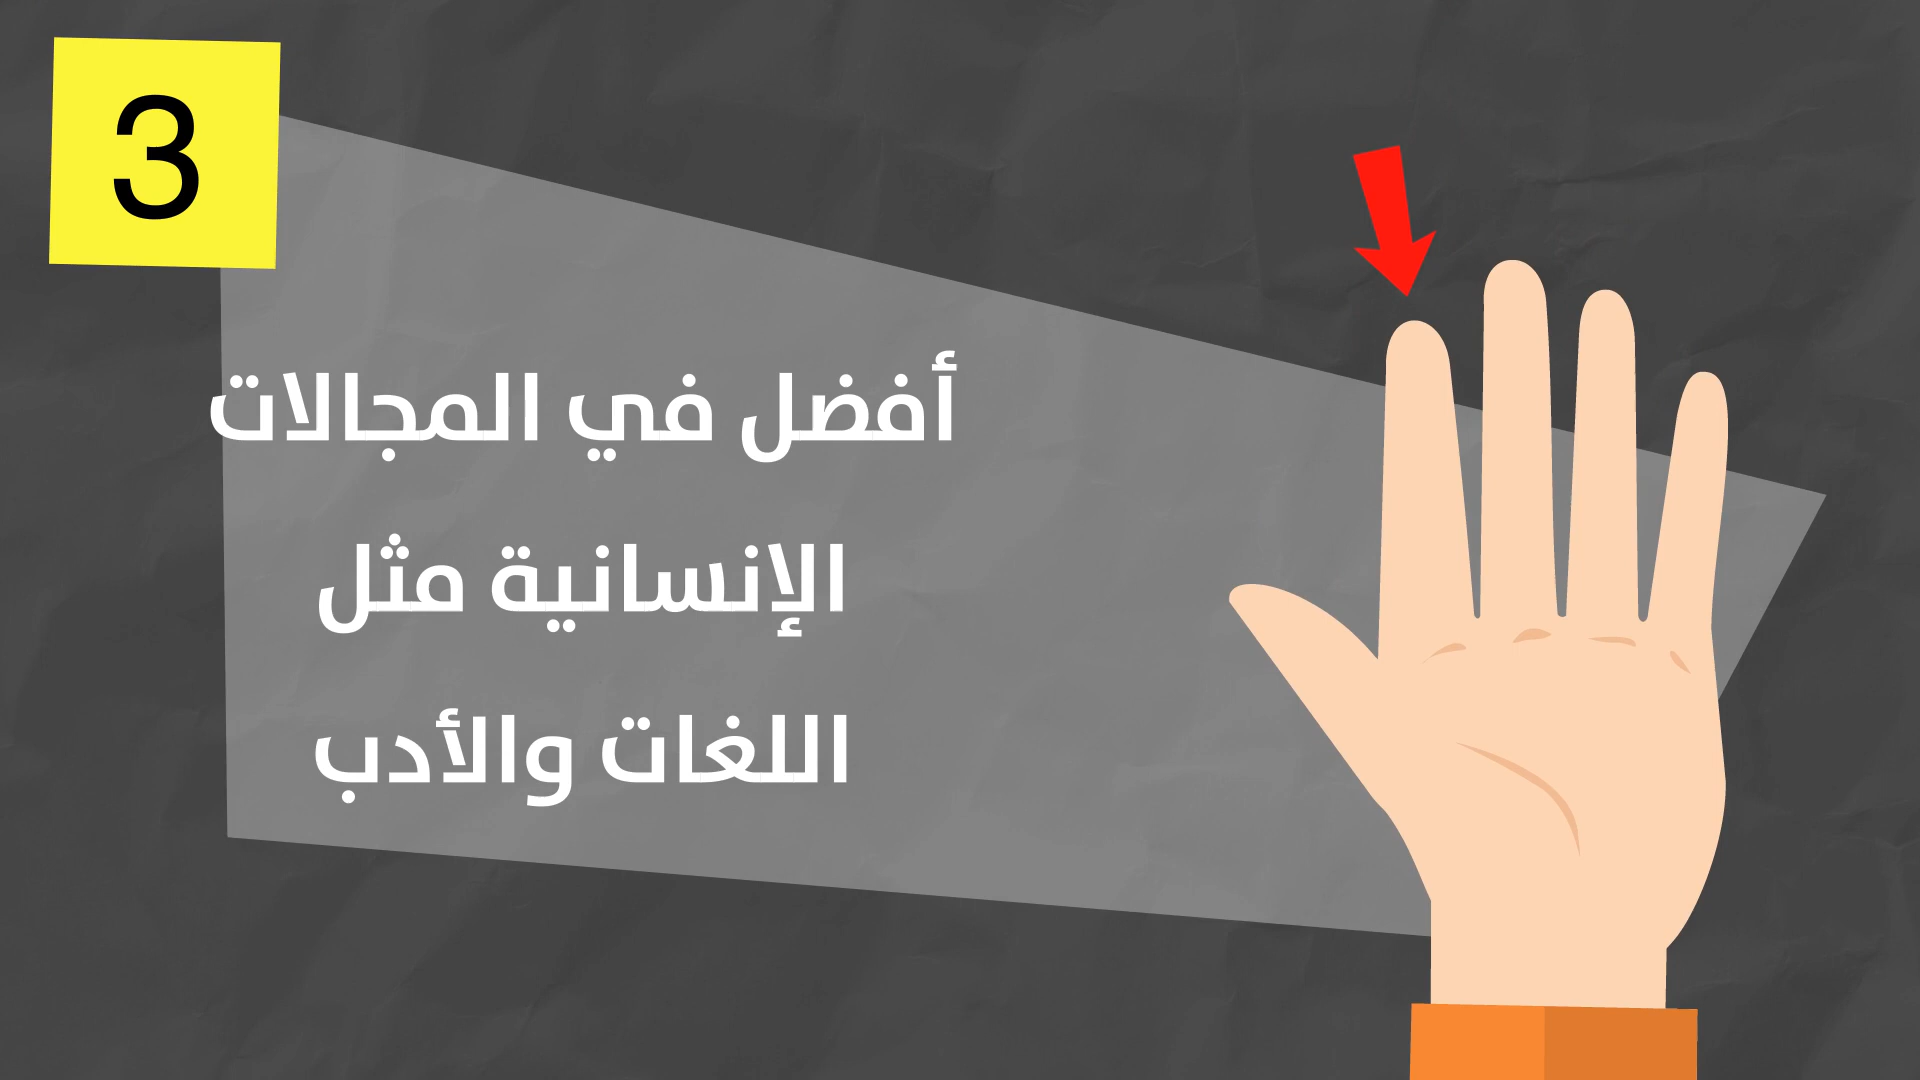 3
أفضل في المجالات
الإنسانية مثل
اللغات والأدب